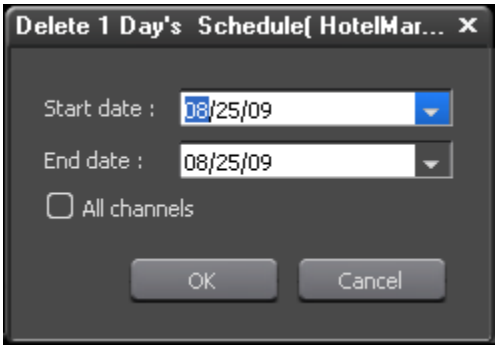 Delete 1 Day's  Schedule( HotelMar...
Start date : 08/25/09
End date : 08/25/09
All channels
OK Cancel